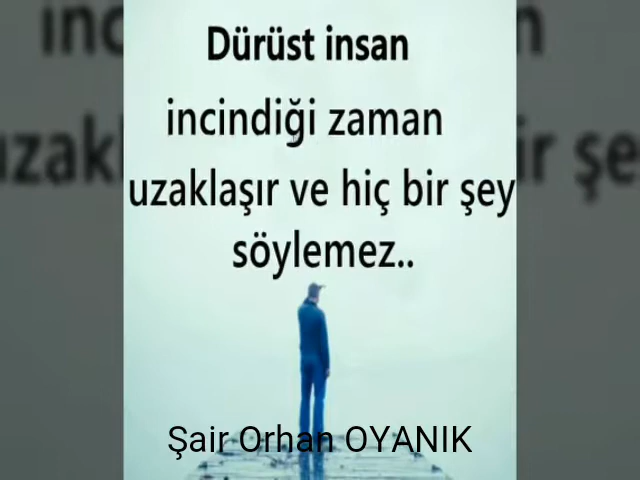 Dürüst insan
incindiği zaman
uzaklaşır ve hiç bir şey
söylemez..
Şair Orhan OYANIK